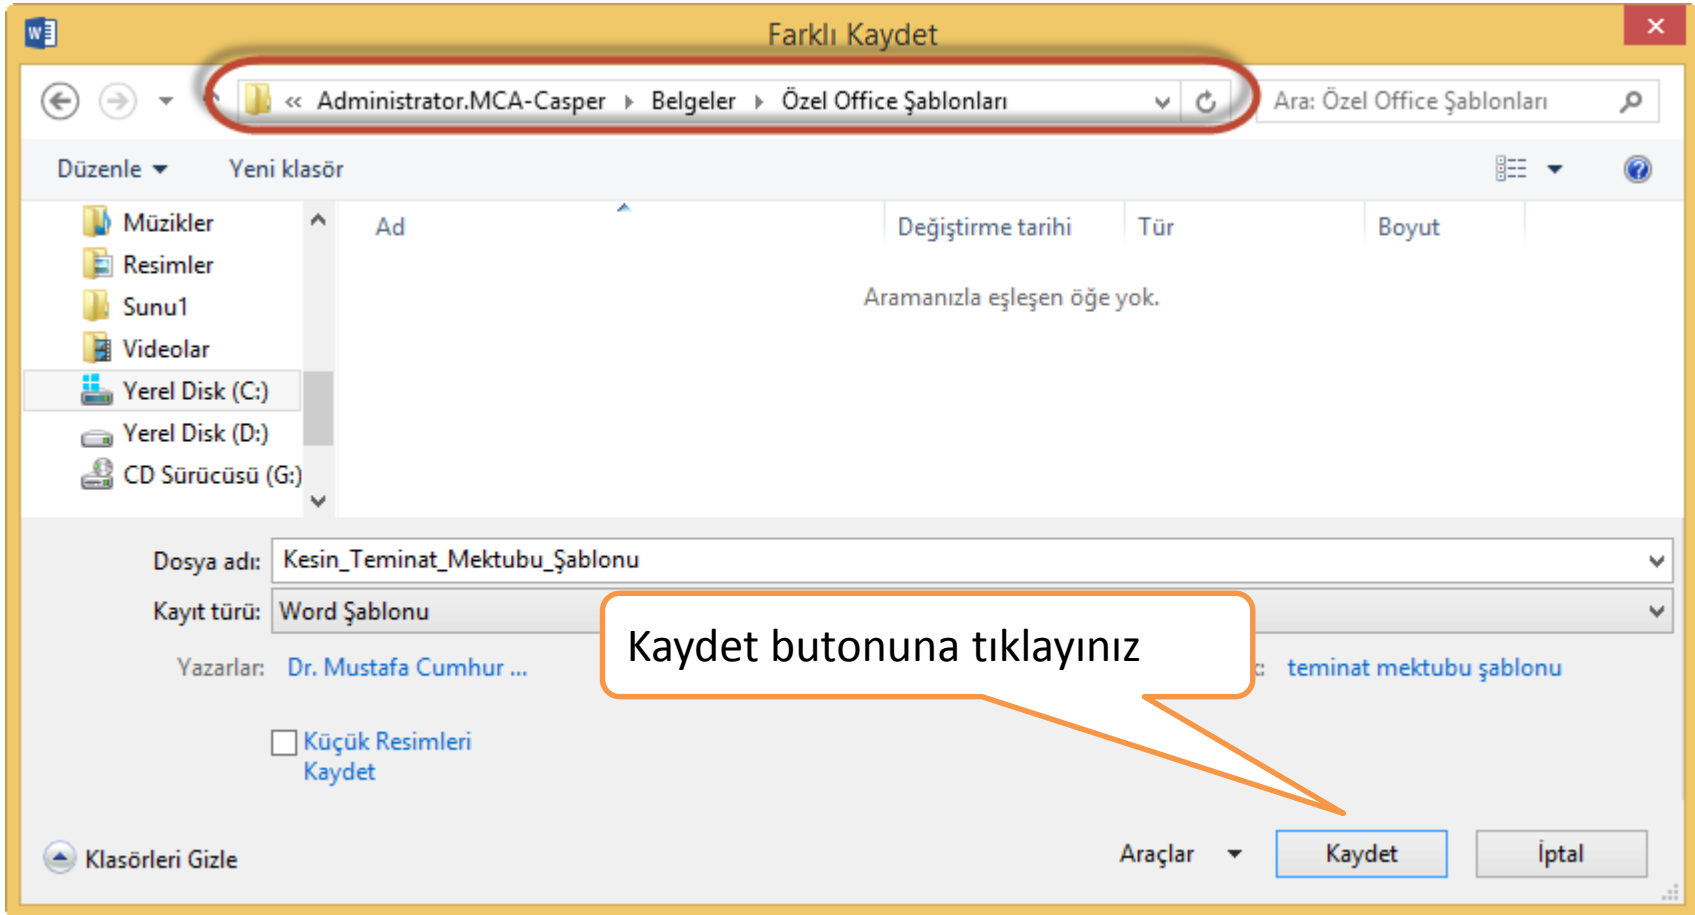 Farklı Kaydet
« Administrator.MCA-Casper Belgeler Özel Office Şablonları
Ara: Özel Office Şablonları
Düzenle Yeni klasör
Müzikler
Resimler
Sunu1
Videolar
Yerel Disk (C:)
Yerel Disk (D:)
CD Sürücüsü (G:)
Ad Değiştirme tarihi Tür Boyut
Aramanızla eşleşen öğe yok.
Dosya adı: Kesin_Teminat_Mektubu_Şablonu
Kayıt türü: Word Şablonu
Kaydet butonuna tıklayınız
Yazarlar: Dr. Mustafa Cumhur ...
teminat mektubu şablonu
Küçük Resimleri
Kaydet
Klasörleri Gizle
Araçlar Kaydet İptal